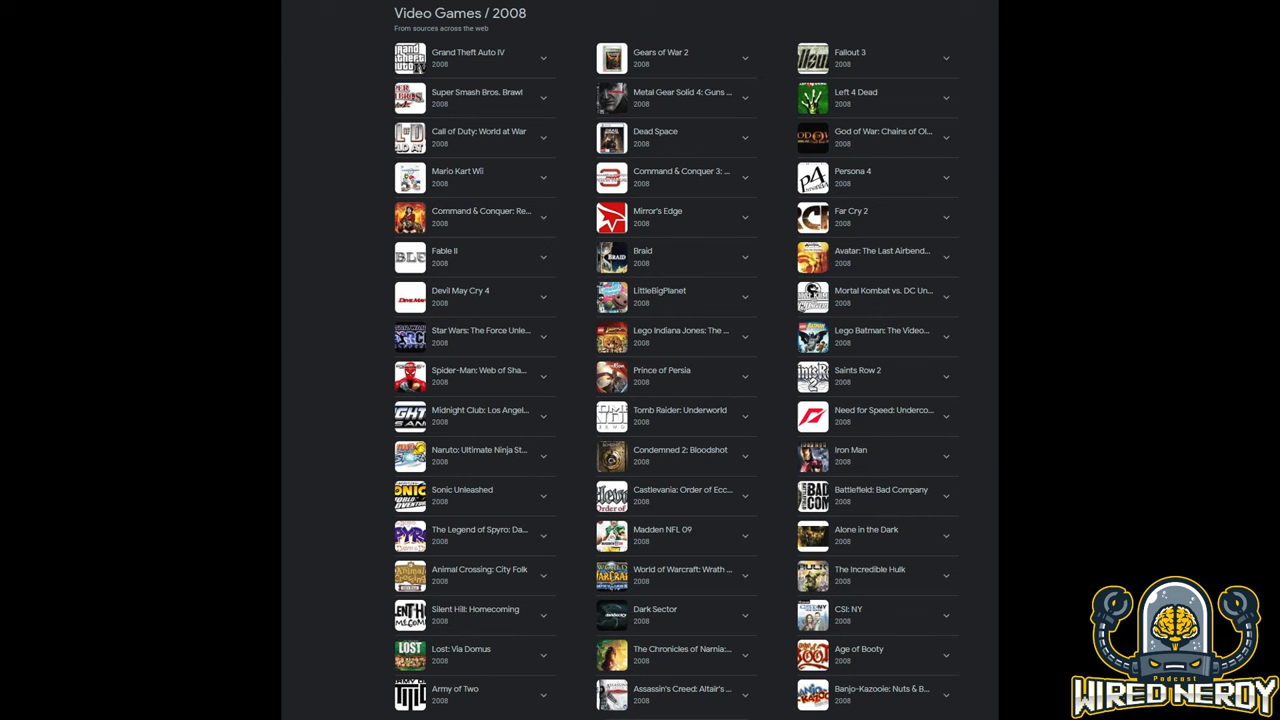 Video Games / 2008
From sources across the web
Grand Theft Auto IV
2008
Gears of War 2
2008
Fallout 3
2008
Super Smash Bros. Brawl
2008
Metal Gear Solid 4: Guns ...
2008
Left 4 Dead
2008
Call of Duty: World at War
2008
Dead Space
2008
God of War: Chains of Ol...
2008
Mario Kart Wii
2008
Command & Conquer 3: ...
2008
Persona 4
2008
Command & Conquer: Re...
2008
Mirror's Edge
2008
Far Cry 2
2008
Fable II
2008
Braid
2008
Avatar: The Last Airbend...
2008
Devil May Cry 4
2008
LittleBigPlanet
2008
Mortal Kombat vs. DC Un...
2008
Star Wars: The Force Unle...
2008
Lego Indiana Jones: The ...
2008
Lego Batman: The Video...
2008
Spider-Man: Web of Sha...
2008
Prince of Persia
2008
Saints Row 2
2008
Midnight Club: Los Angel...
2008
Tomb Raider: Underworld
2008
Need for Speed: Underco...
2008
Naruto: Ultimate Ninja St...
2008
Condemned 2: Bloodshot
2008
Iron Man
2008
Sonic Unleashed
2008
Castlevania: Order of Ecc...
2008
Battlefield: Bad Company
2008
The Legend of Spyro: Da...
2008
Madden NFL 09
2008
Alone in the Dark
2008
Animal Crossing: City Folk
2008
World of Warcraft: Wrath ...
2008
The Incredible Hulk
2008
Silent Hill: Homecoming
2008
Dark Sector
2008
CSI: NY
2008
Lost: Via Domus
2008
The Chronicles of Narnia:...
2008
Age of Booty
2008
Army of Two
2008
Assassin's Creed: Altaïr's ...
2008
Banjo-Kazooie: Nuts & B...
2008
Podcast
WIRED NERDY